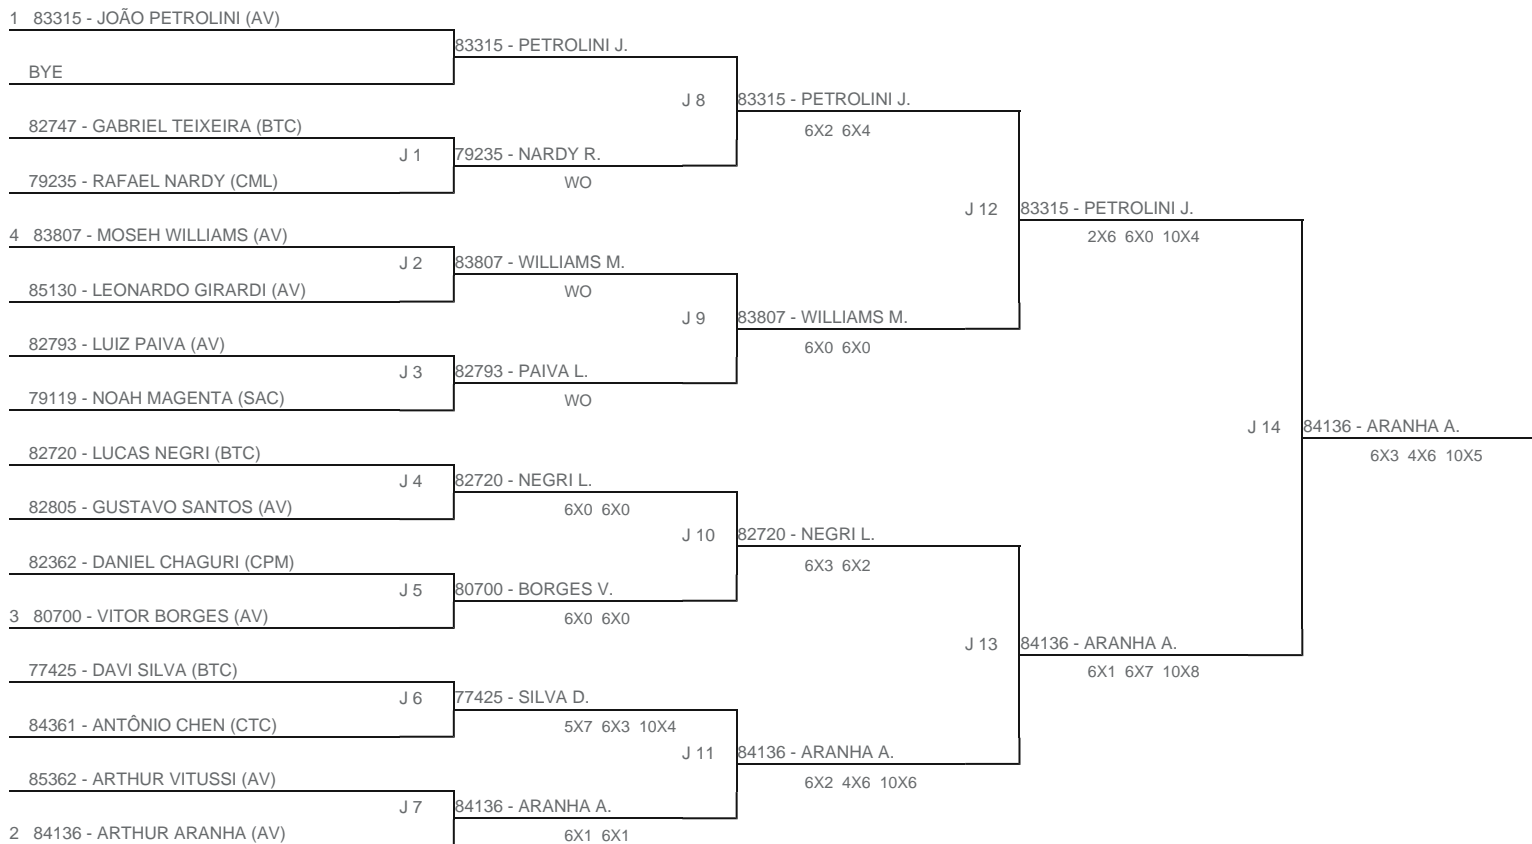 1 83315 - JOÃO PETROLINI (AV)
83315 - PETROLINI J.
BYE
J 8 83315 - PETROLINI J.
6X2 6X4
82747 - GABRIEL TEIXEIRA (BTC)
J 1 79235 - NARDY R.
79235 - RAFAEL NARDY (CML)
WO
J 12 83315 - PETROLINI J.
2X6 6X0 10X4
4 83807 - MOSEH WILLIAMS (AV)
J 2 83807 - WILLIAMS M.
85130 - LEONARDO GIRARDI (AV)
WO
J 9 83807 - WILLIAMS M.
6X0 6X0
82793 - LUIZ PAIVA (AV)
J 3 82793 - PAIVA L.
79119 - NOAH MAGENTA (SAC)
WO
J 14 84136 - ARANHA A.
6X3 4X6 10X5
82720 - LUCAS NEGRI (BTC)
J 4 82720 - NEGRI L.
82805 - GUSTAVO SANTOS (AV)
6X0 6X0
J 10 82720 - NEGRI L.
6X3 6X2
82362 - DANIEL CHAGURI (CPM)
J 5 80700 - BORGES V.
3 80700 - VITOR BORGES (AV)
6X0 6X0
J 13 84136 - ARANHA A.
6X1 6X7 10X8
77425 - DAVI SILVA (BTC)
J 6 77425 - SILVA D.
84361 - ANTÔNIO CHEN (CTC)
5X7 6X3 10X4
J 11 84136 - ARANHA A.
6X2 4X6 10X6
85362 - ARTHUR VITUSSI (AV)
J 7 84136 - ARANHA A.
2 84136 - ARTHUR ARANHA (AV)
6X1 6X1